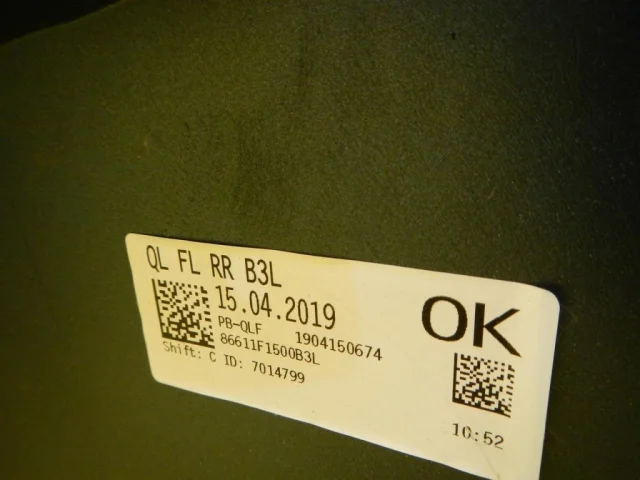 QL FL RR B3L
15.04.2019
PB-QLF 1904150674
86611F1500B3L
Shift: C ID: 7014799
OK
10:52